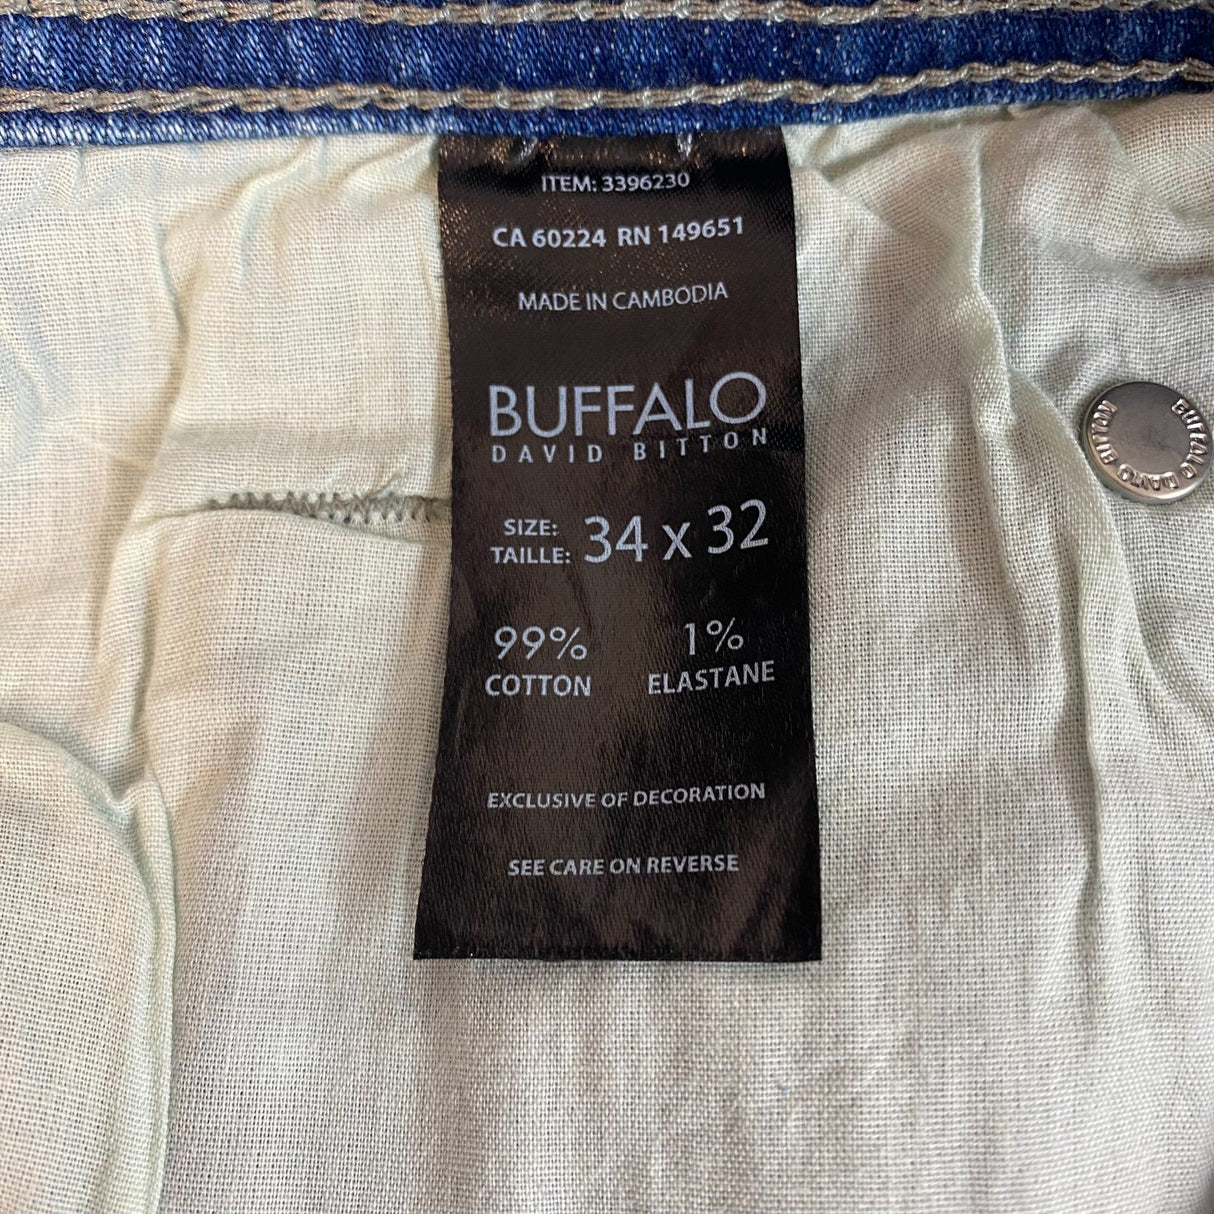 ITEM: 3396230
CA 60224 RN 149651
MADE IN CAMBODIA
BUFFALO
DAVID BITTON
SIZE:
TAILLE: 34 x 32
99% 1%
COTTON ELASTANE
EXCLUSIVE OF DECORATION
SEE CARE ON REVERSE
BUFFALO DAVID BITTON